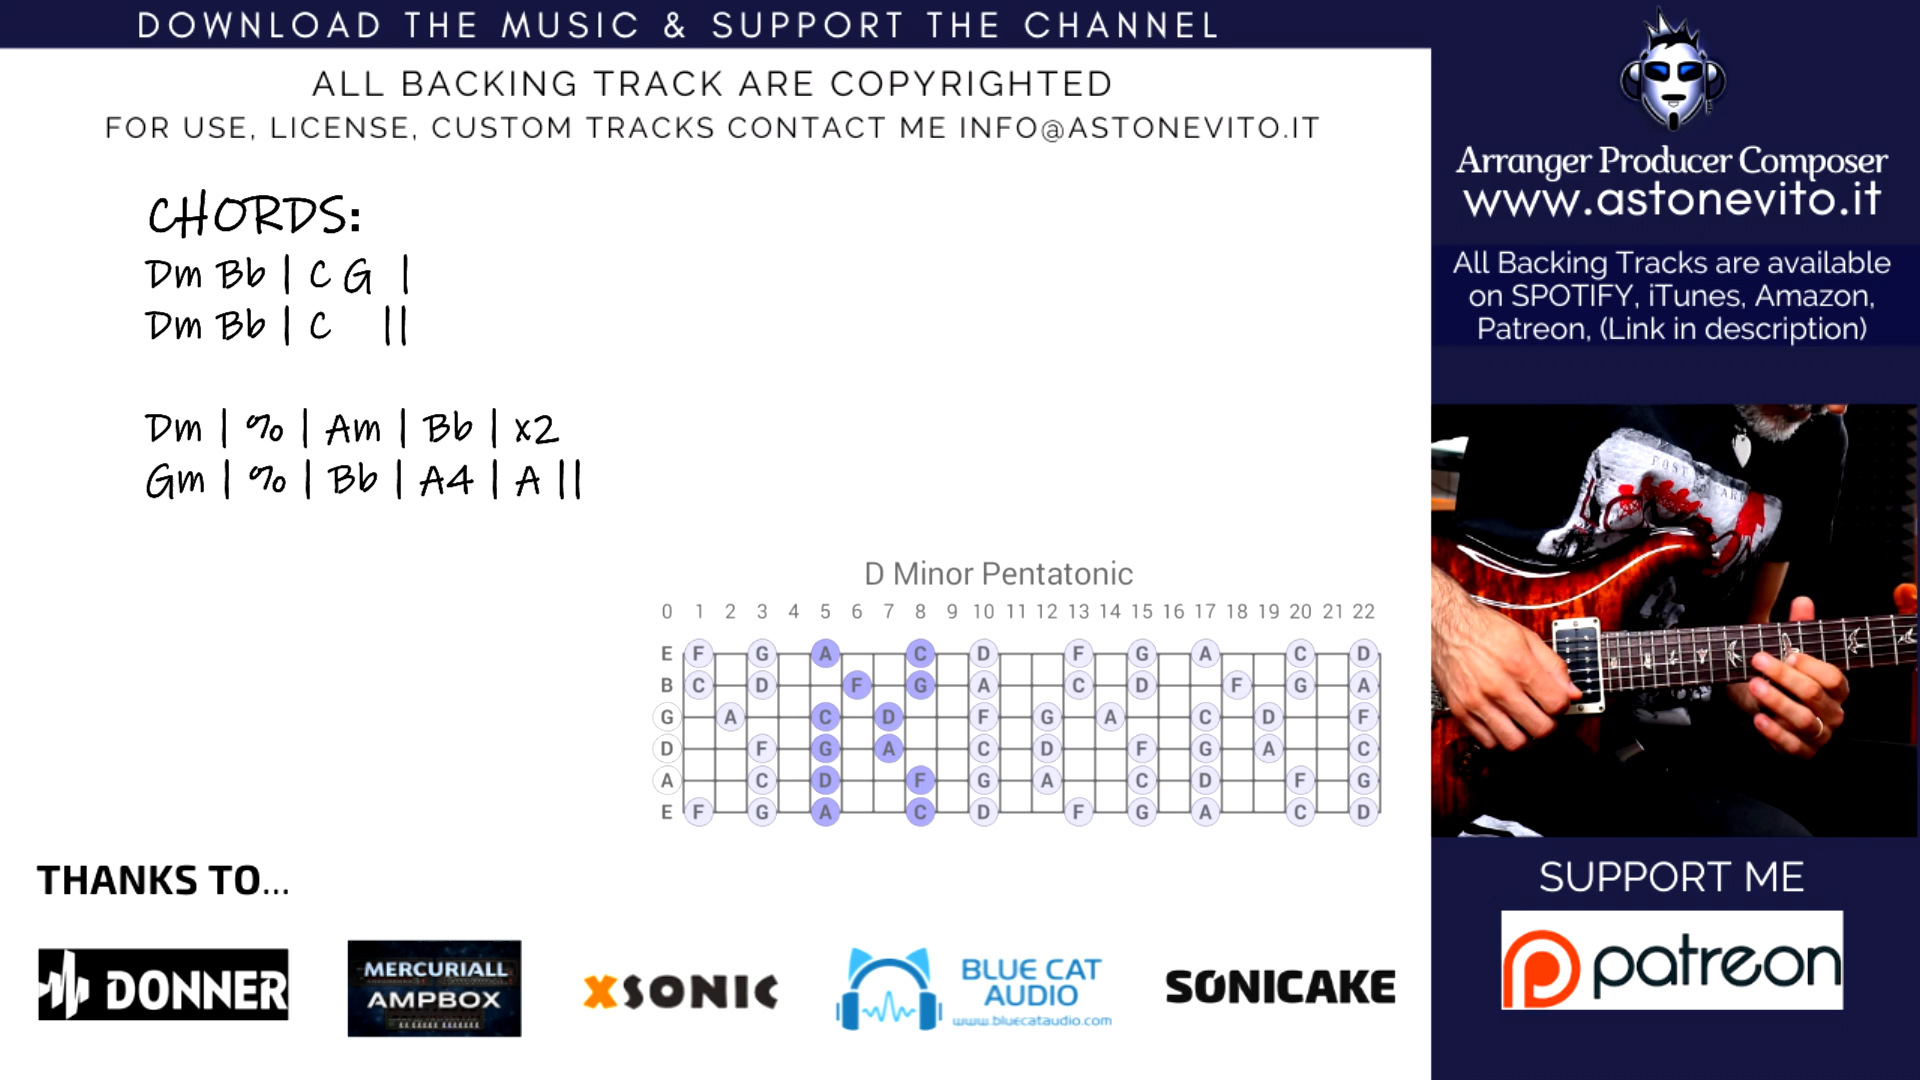 DOWNLOAD THE MUSIC & SUPPORT THE CHANNEL
ALL BACKING TRACK ARE COPYRIGHTED
FOR USE, LICENSE, CUSTOM TRACKS CONTACT ME INFO@ASTONEVITO.IT
CHORDS:
Dm Bb | C G |
Dm Bb | C ||
Dm | % | Am | Bb | x2
Gm | % | Bb | A4 | A ||
D Minor Pentatonic
0 1 2 3 4 5 6 7 8 9 10 11 12 13 14 15 16 17 18 19 20 21 22
E F G A C D F G A C D
B C D F G A C D F G A
G A C D F G A C D F
D F G A C D F G A C
A C D F G A C D F G
E F G A C D F G A C D
THANKS TO...
DONNER
MERCURIALL
AMPBOX
XSONIC
BLUE CAT
AUDIO
www.bluecataudio.com
SONICAKE
Arranger Producer Composer
www.astonevito.it
All Backing Tracks are available
on SPOTIFY, iTunes, Amazon,
Patreon, (Link in description)
SUPPORT ME
patreon